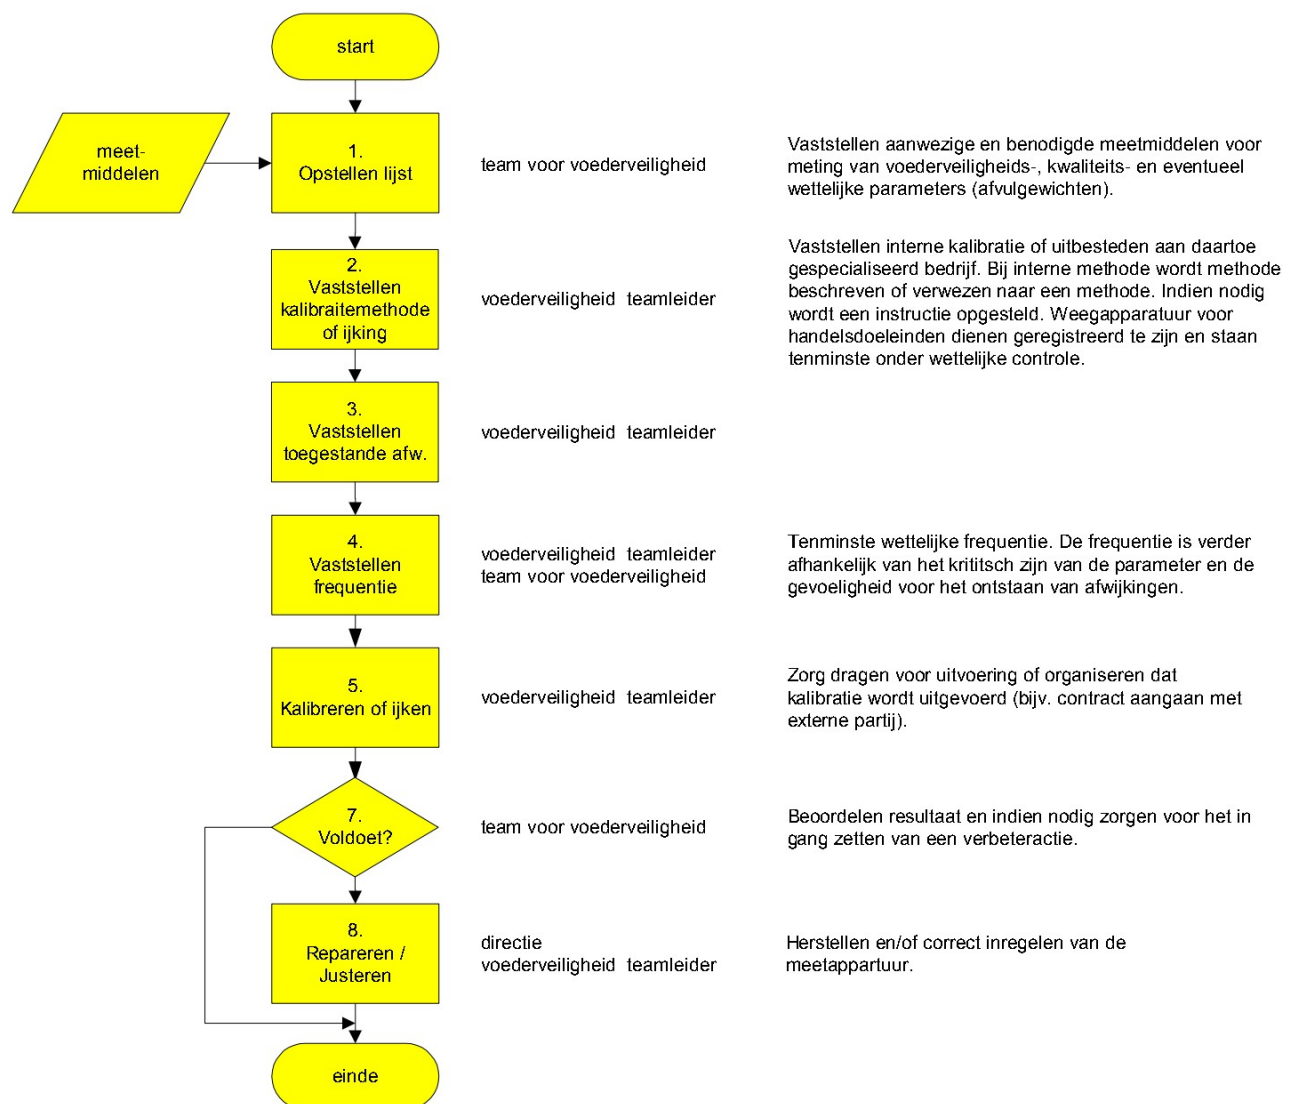 start
meet-
middelen
1.
Opstellen lijst
team voor voederveiligheid
Vaststellen aanwezige en benodigde meetmiddelen voor
meting van voederveiligheids-, kwaliteits- en eventueel
wettelijke parameters (afvulgewichten).
2.
Vaststellen
kalibraitemethode
of ijking
voederveiligheid teamleider
Vaststellen interne kalibratie of uitbesteden aan daartoe
gespecialiseerd bedrijf. Bij interne methode wordt methode
beschreven of verwezen naar een methode. Indien nodig
wordt een instructie opgesteld. Weegapparatuur voor
handelsdoeleinden dienen geregistreerd te zijn en staan
tenminste onder wettelijke controle.
3.
Vaststellen
toegestande afw.
voederveiligheid teamleider
4.
Vaststellen
frequentie
voederveiligheid teamleider
team voor voederveiligheid
Tenminste wettelijke frequentie. De frequentie is verder
afhankelijk van het krititsch zijn van de parameter en de
gevoeligheid voor het ontstaan van afwijkingen.
5.
Kalibreren of ijken
voederveiligheid teamleider
Zorg dragen voor uitvoering of organiseren dat
kalibratie wordt uitgevoerd (bijv. contract aangaan met
externe partij).
7.
Voldoet?
team voor voederveiligheid
Beoordelen resultaat en indien nodig zorgen voor het in
gang zetten van een verbeteractie.
8.
Repareren /
Justeren
directie
voederveiligheid teamleider
Herstellen en/of correct inregelen van de
meetappartuur.
einde